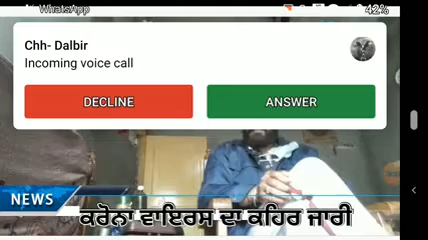 WhatsApp
42%
Chh- Dalbir
Incoming voice call
DECLINE
ANSWER
NEWS
ਕਰੋਨਾ ਵਾਇਰਸ ਦਾ ਕਹਿਰ ਜਾਰੀ